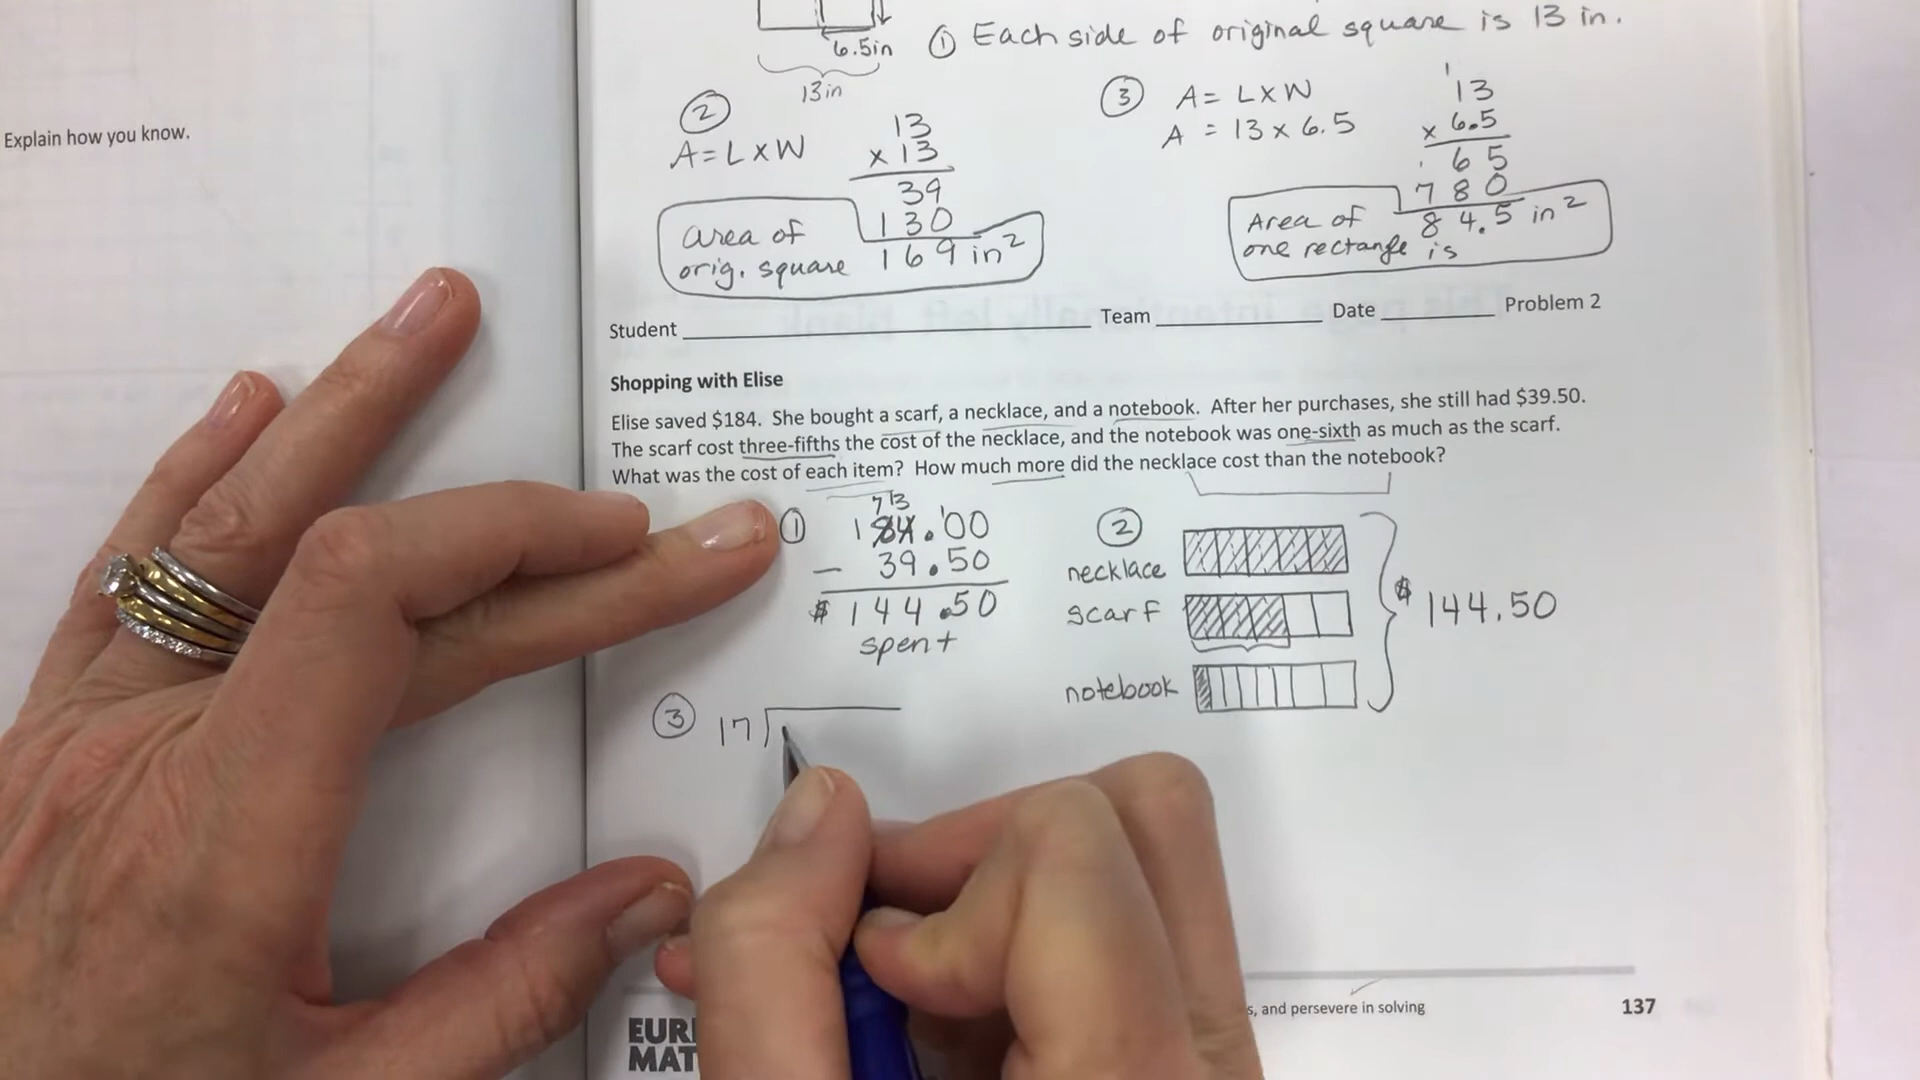 6.5in
13in
① Each side of original square is 13 in.
Explain how you know.
②
A = L x W
13
x 13
39
130
169 in²
area of
orig. square
③ A = L x W
A = 13 x 6.5
1
13
x 6.5
65
780
84.5 in²
Area of
one rectangle is
Student Team Date Problem 2
Shopping with Elise
Elise saved $184. She bought a scarf, a necklace, and a notebook. After her purchases, she still had $39.50.
The scarf cost three-fifths the cost of the necklace, and the notebook was one-sixth as much as the scarf.
What was the cost of each item? How much more did the necklace cost than the notebook?
①
7 13
184.100
- 39.50
$ 144.50
spent
②
necklace
scarf
notebook
$ 144.50
③ 17
s, and persevere in solving
137
EUR
MAT